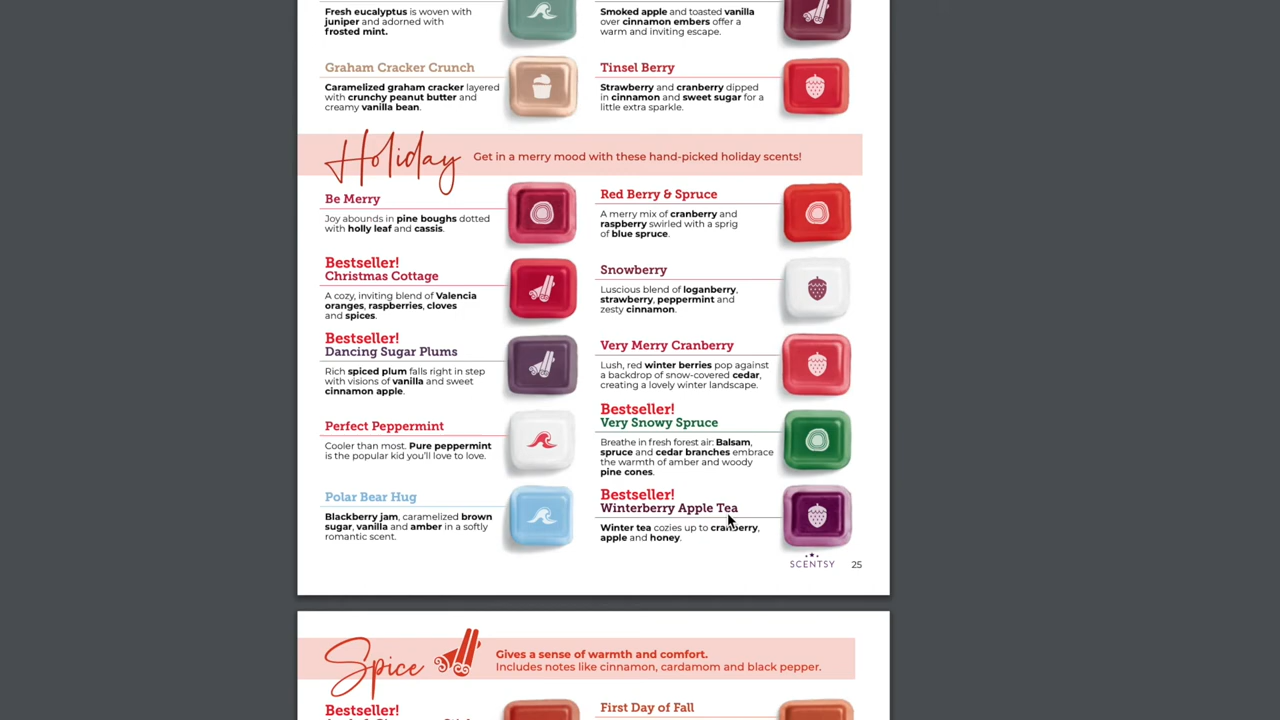 Fresh eucalyptus is woven with
juniper and adorned with
frosted mint.
Smoked apple and toasted vanilla
over cinnamon embers offer a
warm and inviting escape.
Graham Cracker Crunch
Caramelized graham cracker layered
with crunchy peanut butter and
creamy vanilla bean.
Tinsel Berry
Strawberry and cranberry dipped
in cinnamon and sweet sugar for a
little extra sparkle.
Holiday
Get in a merry mood with these hand-picked holiday scents!
Be Merry
Joy abounds in pine boughs dotted
with holly leaf and cassis.
Bestseller!
Christmas Cottage
A cozy, inviting blend of Valencia
oranges, raspberries, cloves
and spices.
Bestseller!
Dancing Sugar Plums
Rich spiced plum falls right in step
with visions of vanilla and sweet
cinnamon apple.
Perfect Peppermint
Cooler than most. Pure peppermint
is the popular kid you'll love to love.
Polar Bear Hug
Blackberry jam, caramelized brown
sugar, vanilla and amber in a softly
romantic scent.
Red Berry & Spruce
A merry mix of cranberry and
raspberry swirled with a sprig
of blue spruce.
Snowberry
Luscious blend of loganberry,
strawberry, peppermint and
zesty cinnamon.
Very Merry Cranberry
Lush, red winter berries pop against
a backdrop of snow-covered cedar,
creating a lovely winter landscape.
Bestseller!
Very Snowy Spruce
Breathe in fresh forest air: Balsam,
spruce and cedar branches embrace
the warmth of amber and woody
pine cones.
Bestseller!
Winterberry Apple Tea
Winter tea cozies up to cranberry,
apple and honey.
SCENTSY 25
Spice
Gives a sense of warmth and comfort.
Includes notes like cinnamon, cardamom and black pepper.
Bestseller!
First Day of Fall